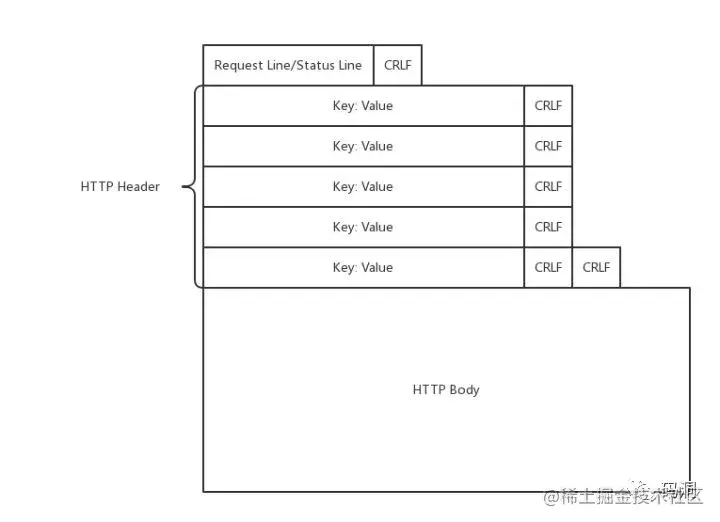 Request Line/Status Line CRLF
Key: Value CRLF
Key: Value CRLF
HTTP Header Key: Value CRLF
Key: Value CRLF
Key: Value CRLF CRLF
HTTP Body
码洞
@稀土掘金技术社区